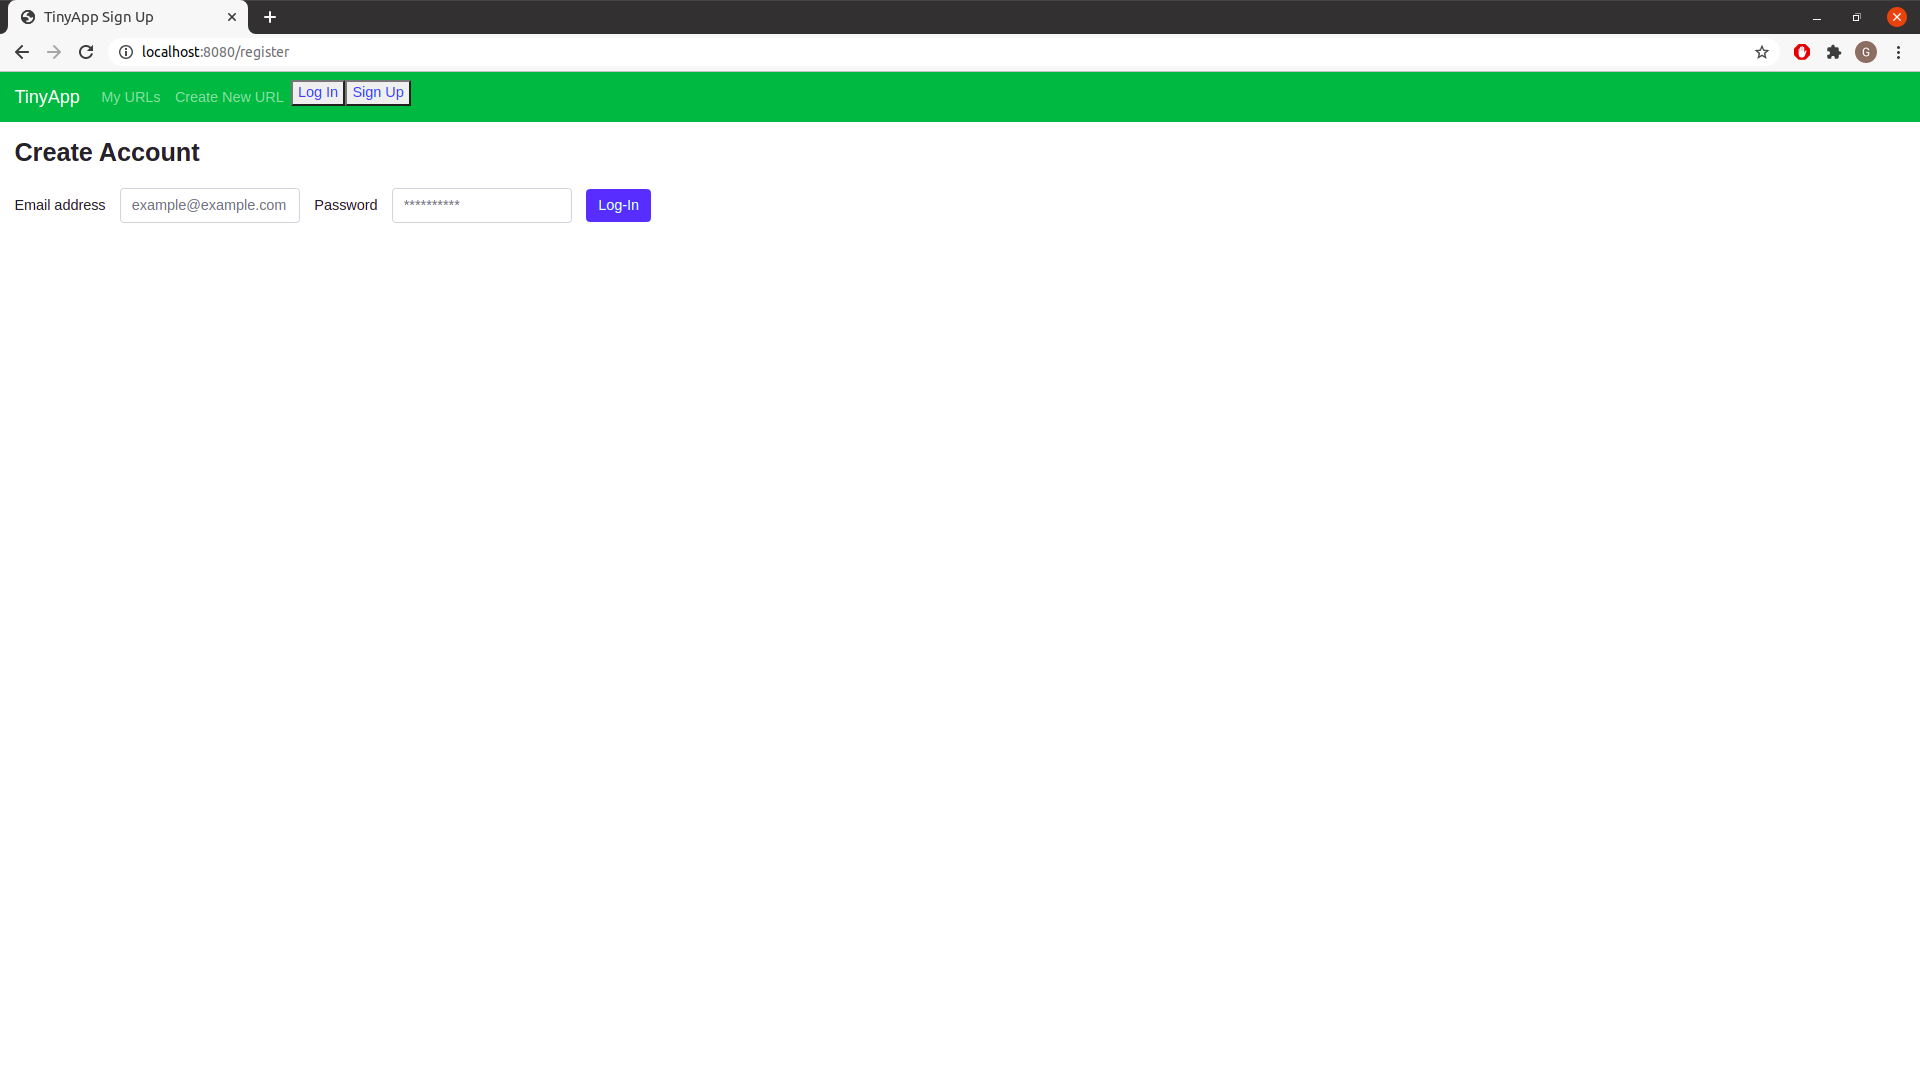 TinyApp Sign Up
localhost:8080/register
G
TinyApp My URLs Create New URL Log In Sign Up
Create Account
Email address example@example.com Password ********** Log-In